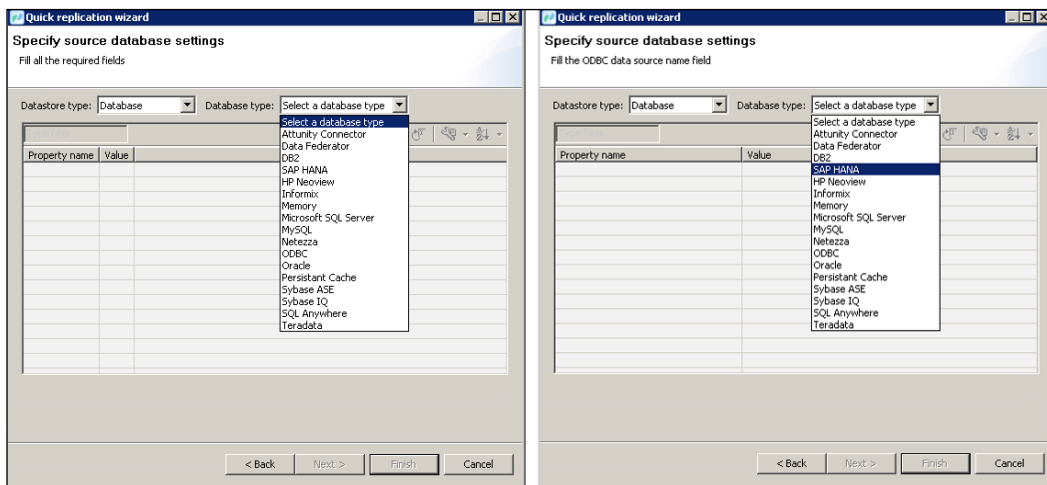 Quick replication wizard
Specify source database settings
Fill all the required fields
Datastore type: Database Database type: Select a database type
Select a database type
Attunity Connector
Data Federator
Property name Value DB2
SAP HANA
HP Neoview
Informix
Memory
Microsoft SQL Server
MySQL
Netezza
ODBC
Oracle
Persistant Cache
Sybase ASE
Sybase IQ
SQL Anywhere
Teradata
< Back Next > Finish Cancel
Quick replication wizard
Specify source database settings
Fill the ODBC data source name field
Datastore type: Database Database type: Select a database type
Select a database type
Attunity Connector
Data Federator
Property name Value DB2
SAP HANA
HP Neoview
Informix
Memory
Microsoft SQL Server
MySQL
Netezza
ODBC
Oracle
Persistant Cache
Sybase ASE
Sybase IQ
SQL Anywhere
Teradata
< Back Next > Finish Cancel